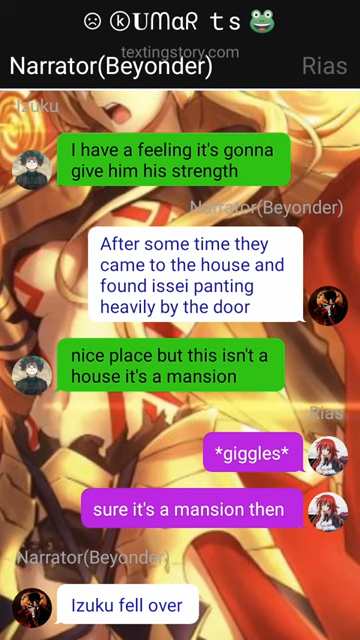 ☹ ⓚUᗰαR ts 🐸
textingstory.com
Narrator(Beyonder) Rias
Izuku
I have a feeling it's gonna
give him his strength
Narrator(Beyonder)
After some time they
came to the house and
found issei panting
heavily by the door
nice place but this isn't a
house it's a mansion
Rias
*giggles*
sure it's a mansion then
Narrator(Beyonder)
Izuku fell over